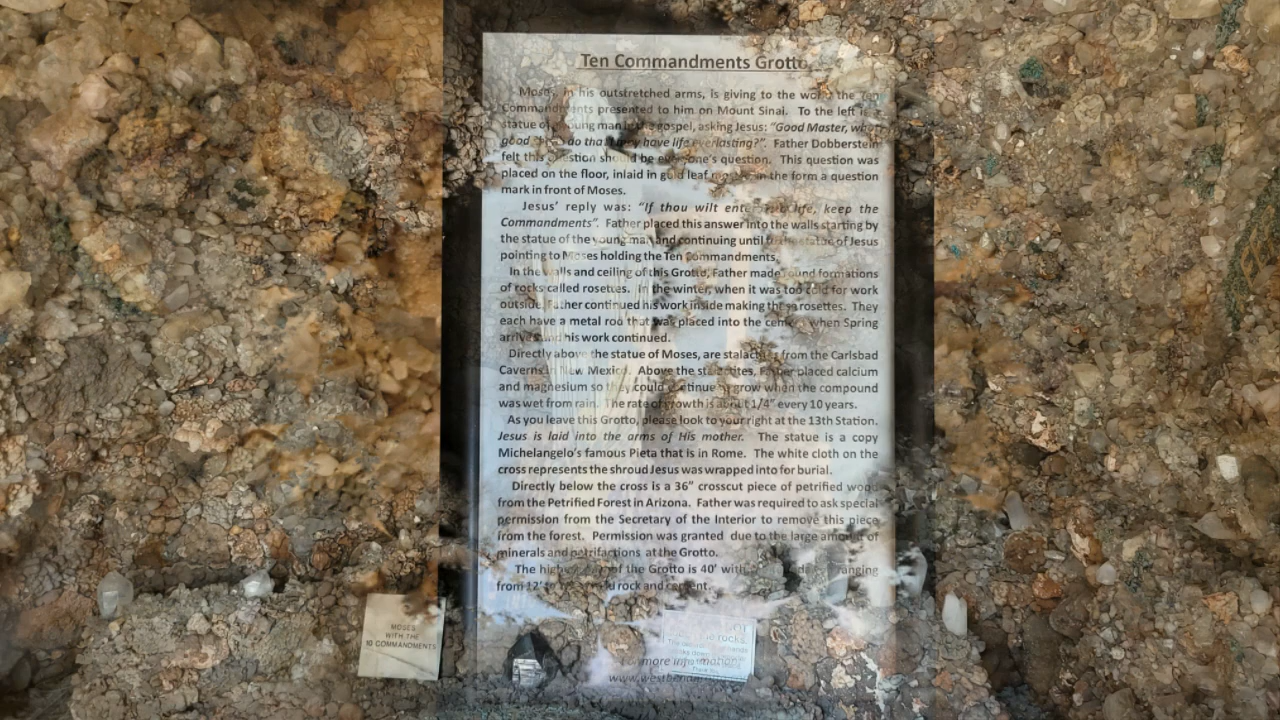 Ten Commandments Grotto
Moses, in his outstretched arms, is giving to the world the Ten
Commandments presented to him on Mount Sinai. To the left is a
statue of young man in the gospel, asking Jesus: "Good Master, what
good do that may have life everlasting?". Father Dobberstein
felt this question should be everyone's question. This question was
placed on the floor, inlaid in gold leaf in the form a question
mark in front of Moses.
Jesus' reply was: "If thou wilt enter life, keep the
Commandments". Father placed this answer into the walls starting by
the statue of the young man and continuing until statue of Jesus
pointing to Moses holding the Ten Commandments.
In the walls and ceiling of this Grotto, Father made round formations
of rocks called rosettes. In the winter, when it was too cold for work
outside, Father continued his work inside making these rosettes. They
each have a metal rod that was placed into the cement when Spring
arrived and his work continued.
Directly above the statue of Moses, are stalactites from the Carlsbad
Caverns in New Mexico. Above the stalactites, Father placed calcium
and magnesium so they could continue to grow when the compound
was wet from rain. The rate of growth is about 1/4" every 10 years.
As you leave this Grotto, please look to your right at the 13th Station.
Jesus is laid into the arms of His mother. The statue is a copy
Michelangelo's famous Pieta that is in Rome. The white cloth on the
cross represents the shroud Jesus was wrapped into for burial.
Directly below the cross is a 36" crosscut piece of petrified wood
from the Petrified Forest in Arizona. Father was required to ask special
permission from the Secretary of the Interior to remove this piece
from the forest. Permission was granted due to the large amount of
minerals and petrifactions at the Grotto.
The highest of the Grotto is 40' with ranging
from 12' to rock and cement.
MOSES
WITH THE
10 COMMANDMENTS
rocks.
For more information